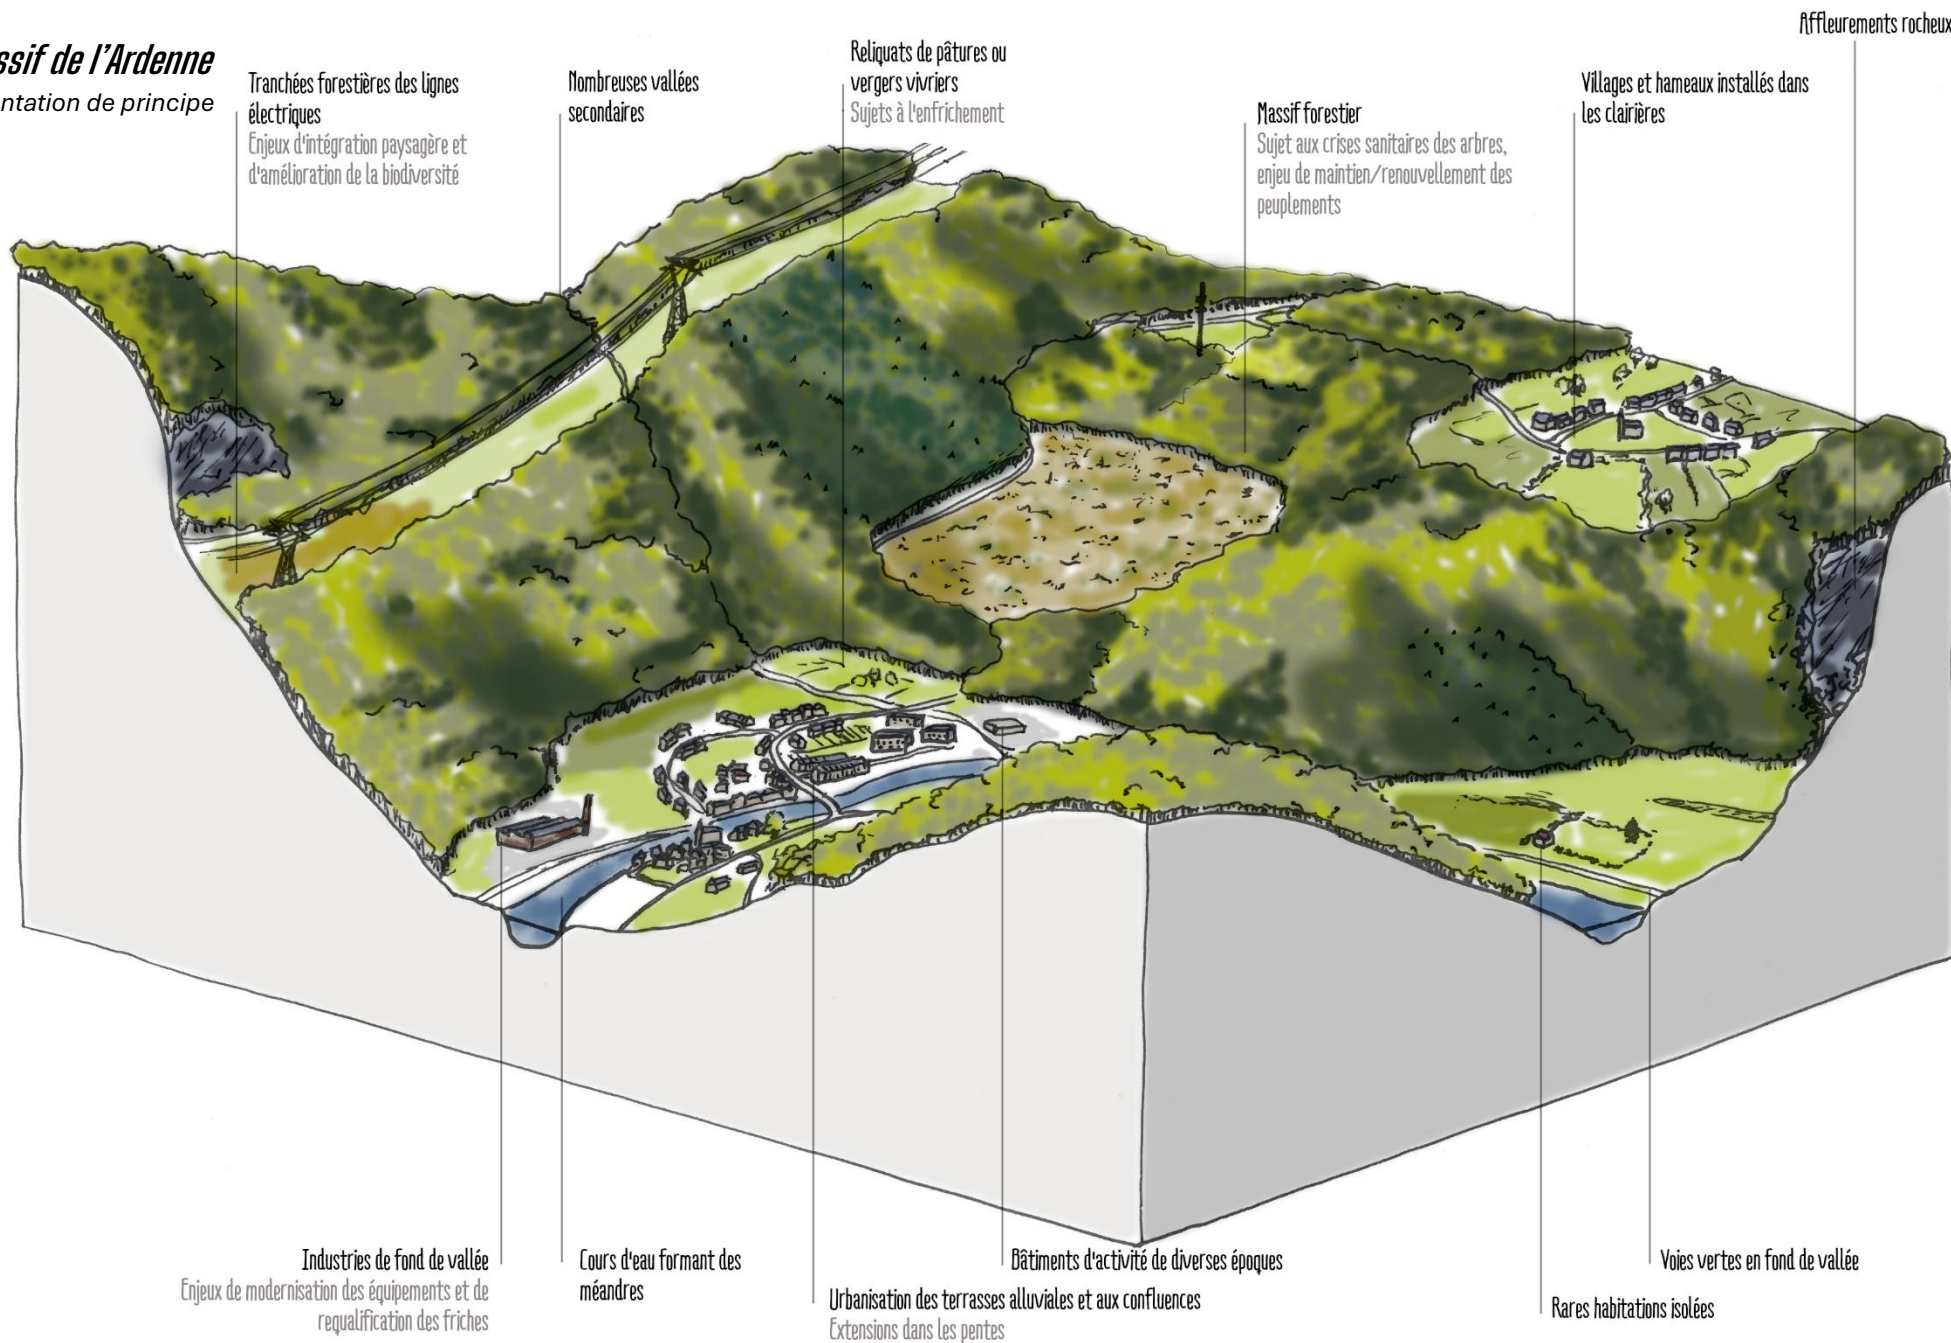 ssif de l'Ardenne
ntation de principe
Tranchées forestières des lignes
électriques
Enjeux d'intégration paysagère et
d'amélioration de la biodiversité
Nombreuses vallées
secondaires
Reliquats de pâtures ou
vergers vivriers
Sujets à l'enfrichement
Massif forestier
Sujet aux crises sanitaires des arbres,
enjeu de maintien/renouvellement des
peuplements
Villages et hameaux installés dans
les clairières
Affleurements rocheux
Industries de fond de vallée
Enjeux de modernisation des équipements et de
requalification des friches
Cours d'eau formant des
méandres
Urbanisation des terrasses alluviales et aux confluences
Extensions dans les pentes
Bâtiments d'activité de diverses époques
Rares habitations isolées
Voies vertes en fond de vallée